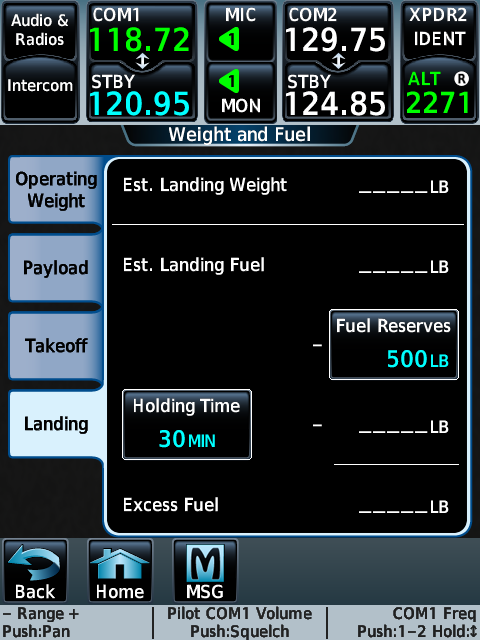 Audio &
Radios
Intercom
COM1
118.72
STBY
120.95
MIC
1
1
MON
COM2
129.75
STBY
124.85
XPDR2
IDENT
ALT R
2271
Weight and Fuel
Operating
Weight
Payload
Takeoff
Landing
Est. Landing Weight _____LB
Est. Landing Fuel _____LB
Fuel Reserves
– 500LB
Holding Time
30MIN – _____LB
Excess Fuel _____LB
Back
Home
MSG
– Range +
Push:Pan
Pilot COM1 Volume
Push:Squelch
COM1 Freq
Push:1–2 Hold:↕